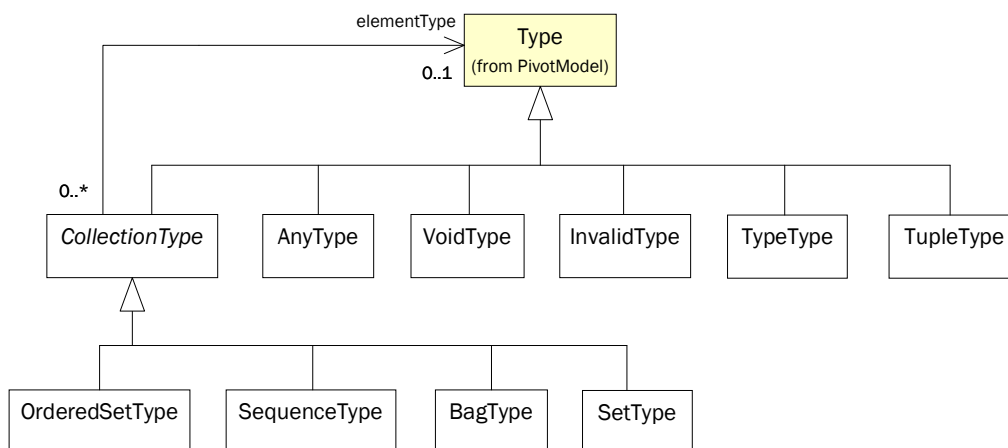 elementType
Type
(from PivotModel)
0..1
0..*
CollectionType
AnyType
VoidType
InvalidType
TypeType
TupleType
OrderedSetType
SequenceType
BagType
SetType